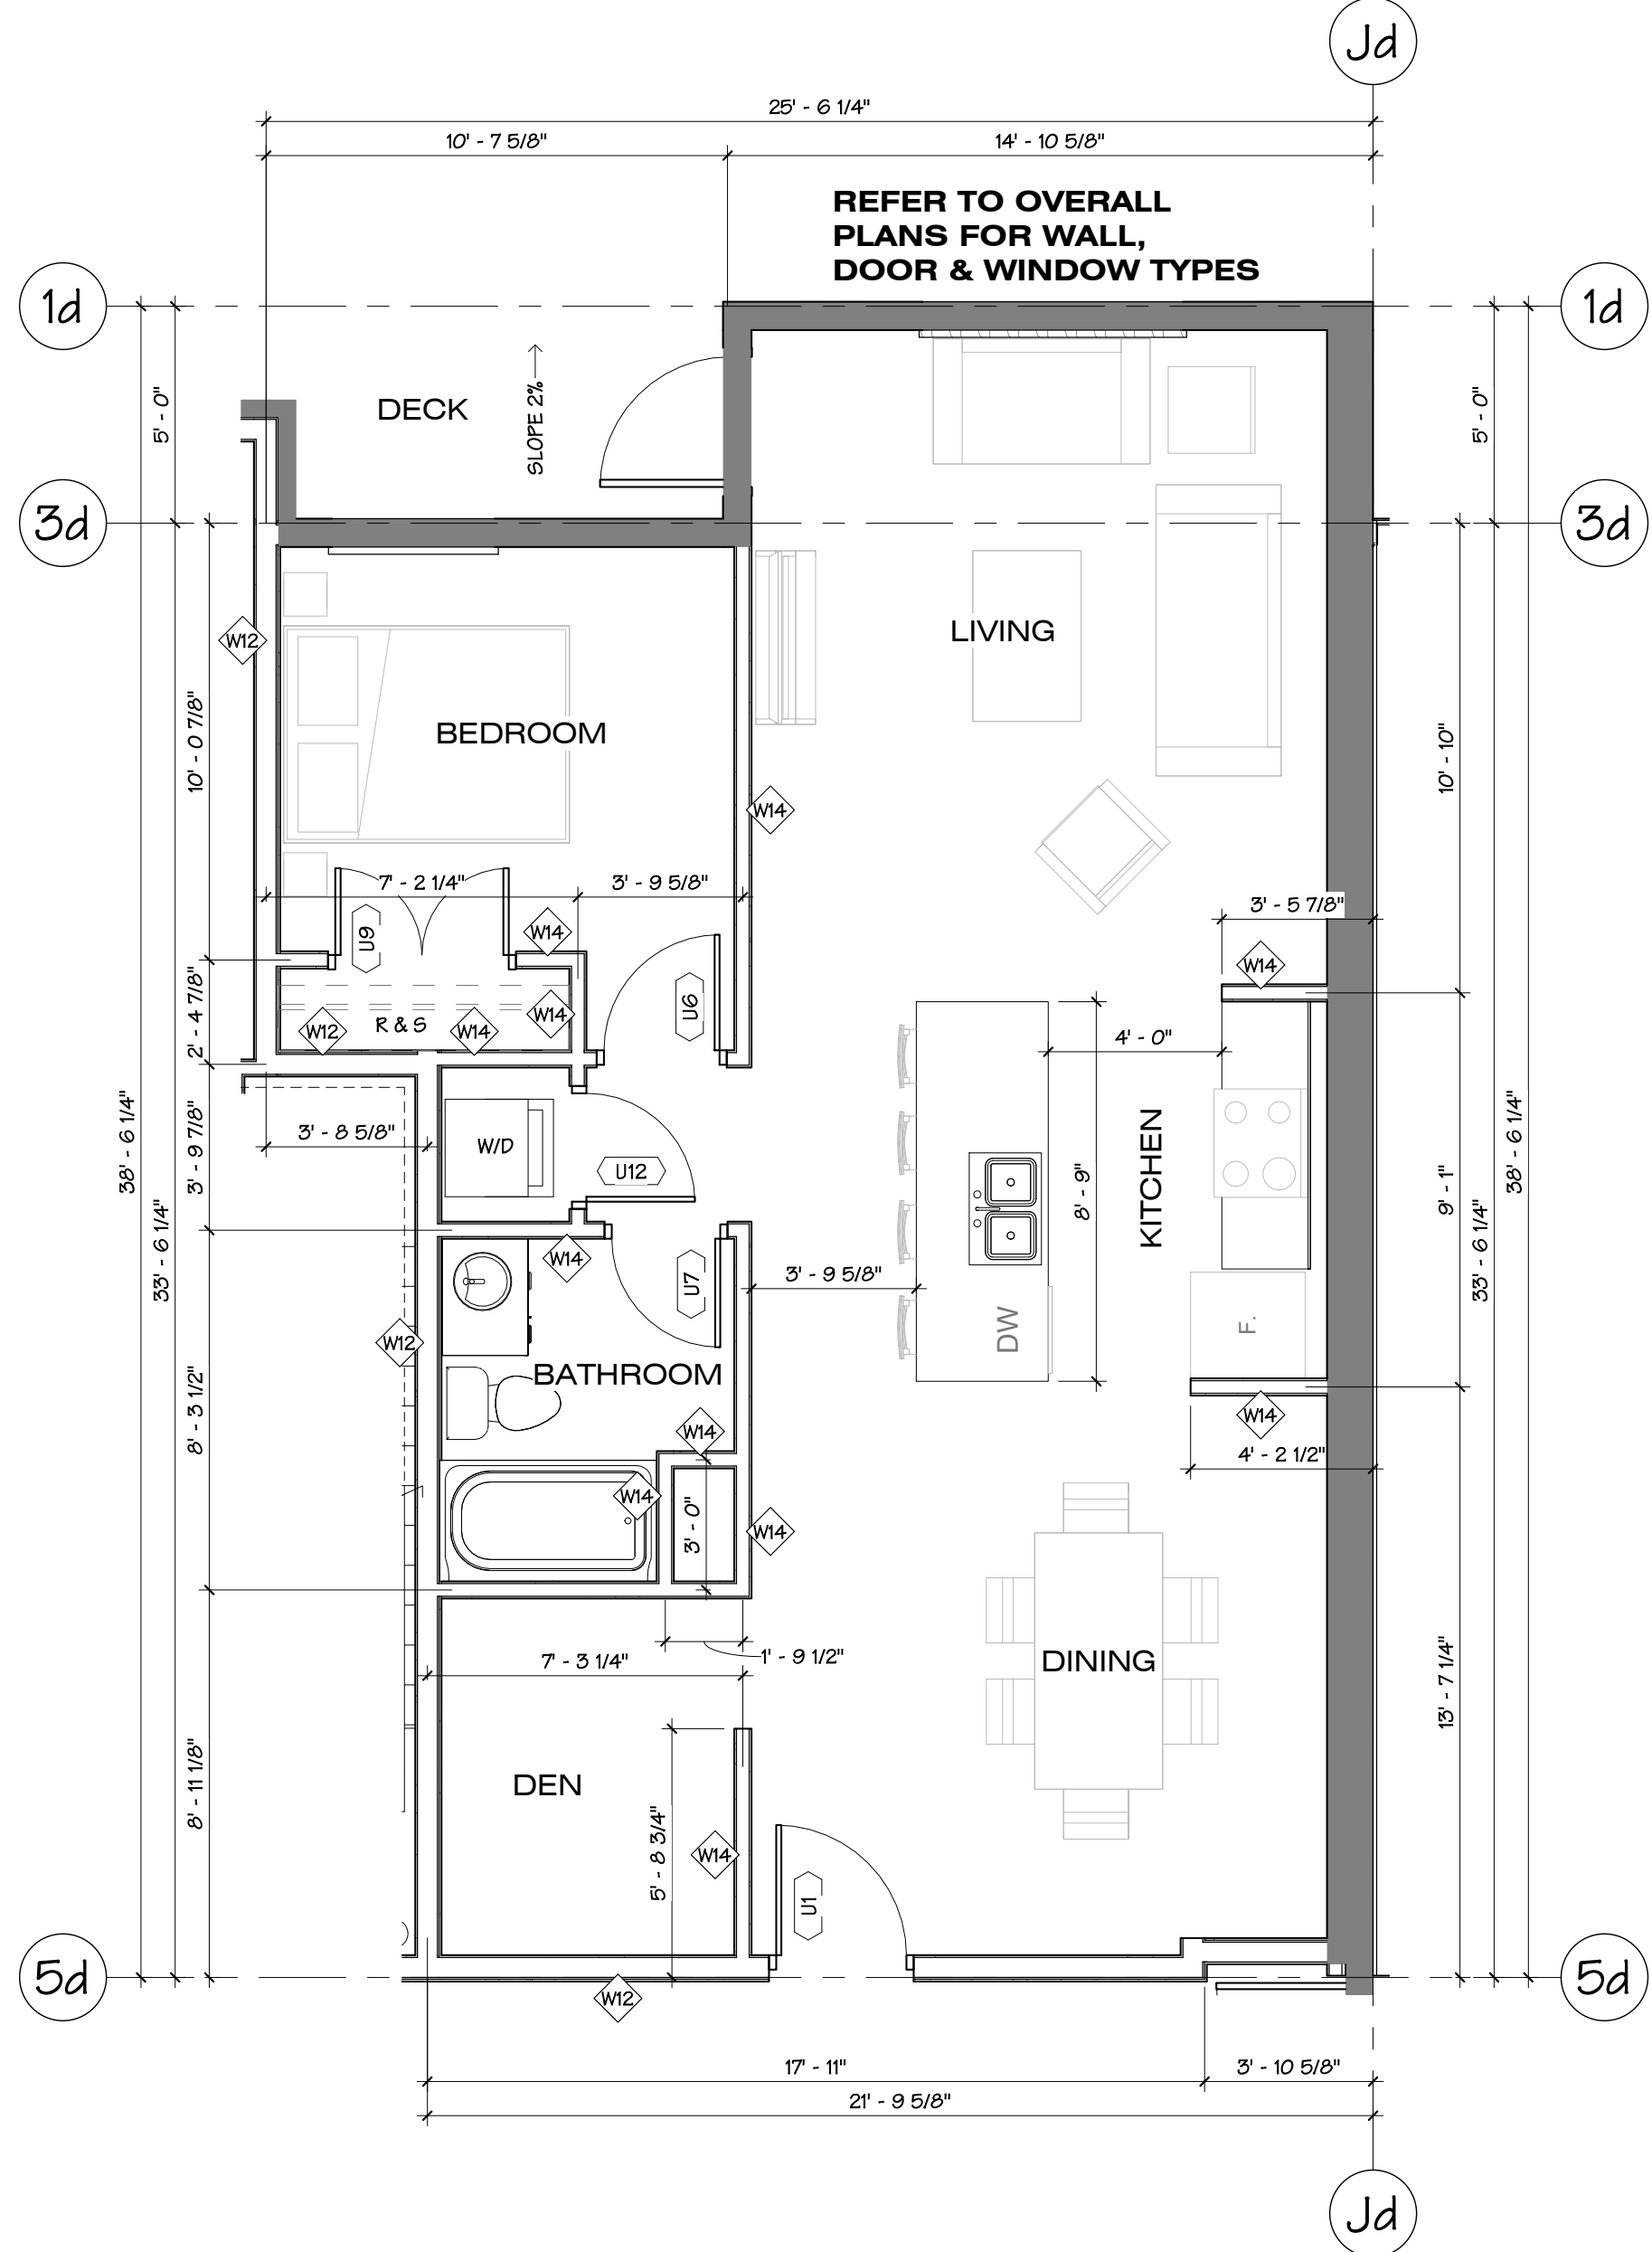 Jd
25' - 6 1/4"
10' - 7 5/8"
14' - 10 5/8"
REFER TO OVERALL
PLANS FOR WALL,
DOOR & WINDOW TYPES
1d
1d
5' - 0"
DECK
SLOPE 2%
5' - 0"
3d
3d
W12
LIVING
BEDROOM
10' - 0 7/8"
10' - 10"
W14
7' - 2 1/4"
3' - 9 5/8"
3' - 5 7/8"
U9
W14
W14
U6
2' - 4 7/8"
W12
R & S
W14
W14
4' - 0"
38' - 6 1/4"
33' - 6 1/4"
3' - 9 7/8"
3' - 8 5/8"
W/D
U12
KITCHEN
8' - 9"
9' - 1"
33' - 6 1/4"
38' - 6 1/4"
W14
U7
3' - 9 5/8"
DW
F.
W12
BATHROOM
8' - 3 1/2"
W14
W14
4' - 2 1/2"
W14
3' - 0"
W14
1' - 9 1/2"
7' - 3 1/4"
DINING
13' - 7 1/4"
DEN
8' - 11 1/8"
5' - 8 3/4"
W14
U1
5d
5d
W12
17' - 11"
3' - 10 5/8"
21' - 9 5/8"
Jd